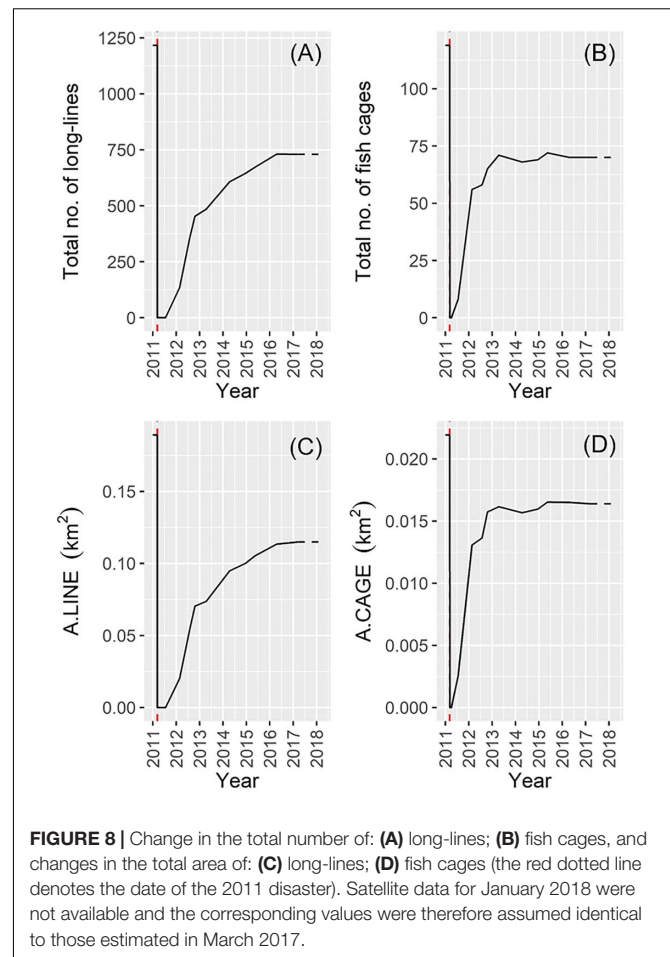 (A)
Total no. of long-lines
1250
1000
750
500
250
0
2011 2012 2013 2014 2015 2016 2017 2018
Year
(B)
Total no. of fish cages
100
75
50
25
0
2011 2012 2013 2014 2015 2016 2017 2018
Year
(C)
A.LINE (km²)
0.15
0.10
0.05
0.00
2011 2012 2013 2014 2015 2016 2017 2018
Year
(D)
A.CAGE (km²)
0.020
0.015
0.010
0.005
0.000
2011 2012 2013 2014 2015 2016 2017 2018
Year
FIGURE 8 | Change in the total number of: (A) long-lines; (B) fish cages, and
changes in the total area of: (C) long-lines; (D) fish cages (the red dotted line
denotes the date of the 2011 disaster). Satellite data for January 2018 were
not available and the corresponding values were therefore assumed identical
to those estimated in March 2017.